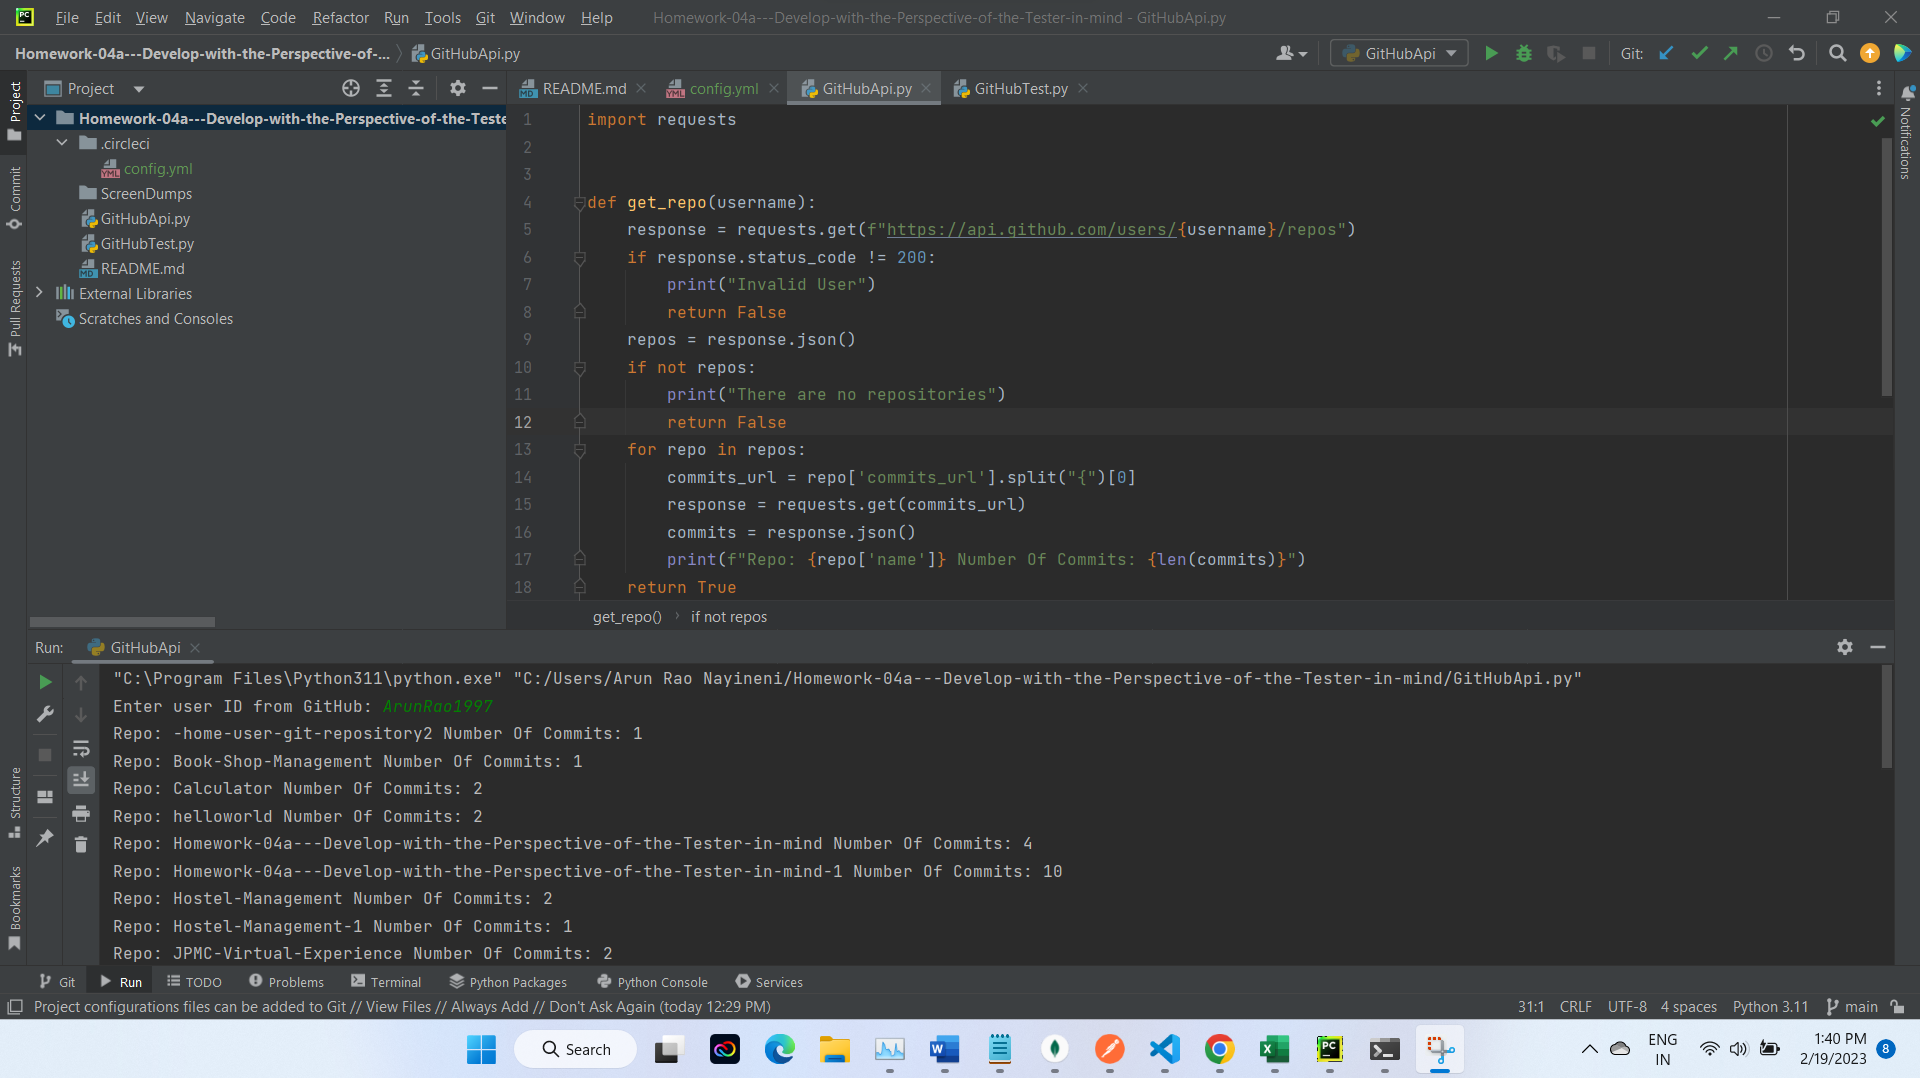 File Edit View Navigate Code Refactor Run Tools Git Window Help Homework-04a---Develop-with-the-Perspective-of-the-Tester-in-mind - GitHubApi.py
Homework-04a---Develop-with-the-Perspective-of-... GitHubApi.py GitHubApi Git:
Project README.md config.yml GitHubApi.py GitHubTest.py
Project
Commit
Pull Requests
Structure
Bookmarks
Notifications
Homework-04a---Develop-with-the-Perspective-of-the-Teste
.circleci
config.yml
ScreenDumps
GitHubApi.py
GitHubTest.py
README.md
External Libraries
Scratches and Consoles
1 import requests
2
3
4 def get_repo(username):
5 response = requests.get(f"https://api.github.com/users/{username}/repos")
6 if response.status_code != 200:
7 print("Invalid User")
8 return False
9 repos = response.json()
10 if not repos:
11 print("There are no repositories")
12 return False
13 for repo in repos:
14 commits_url = repo['commits_url'].split("{")[0]
15 response = requests.get(commits_url)
16 commits = response.json()
17 print(f"Repo: {repo['name']} Number Of Commits: {len(commits)}")
18 return True
get_repo() if not repos
Run: GitHubApi
"C:\Program Files\Python311\python.exe" "C:/Users/Arun Rao Nayineni/Homework-04a---Develop-with-the-Perspective-of-the-Tester-in-mind/GitHubApi.py"
Enter user ID from GitHub: ArunRao1997
Repo: -home-user-git-repository2 Number Of Commits: 1
Repo: Book-Shop-Management Number Of Commits: 1
Repo: Calculator Number Of Commits: 2
Repo: helloworld Number Of Commits: 2
Repo: Homework-04a---Develop-with-the-Perspective-of-the-Tester-in-mind Number Of Commits: 4
Repo: Homework-04a---Develop-with-the-Perspective-of-the-Tester-in-mind-1 Number Of Commits: 10
Repo: Hostel-Management Number Of Commits: 2
Repo: Hostel-Management-1 Number Of Commits: 1
Repo: JPMC-Virtual-Experience Number Of Commits: 2
Git Run TODO Problems Terminal Python Packages Python Console Services
Project configurations files can be added to Git // View Files // Always Add // Don't Ask Again (today 12:29 PM) 31:1 CRLF UTF-8 4 spaces Python 3.11 main
Search ENG 1:40 PM
IN 2/19/2023 8